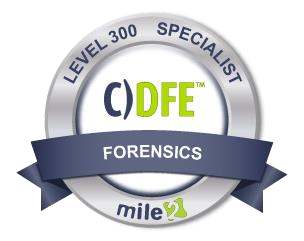 LEVEL 300 SPECIALIST
C)DFE™
FORENSICS
mile2